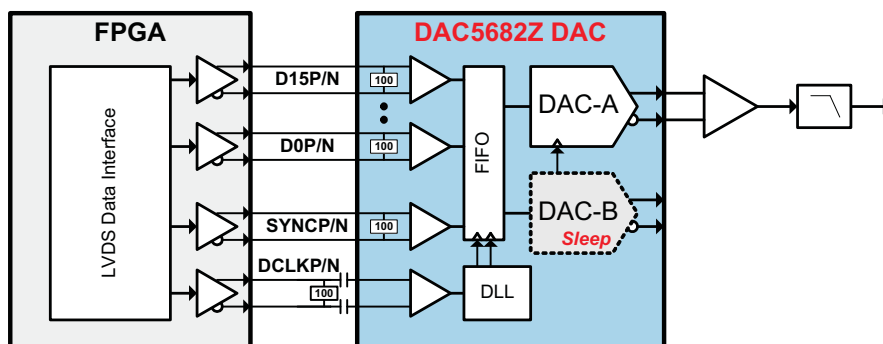 FPGA
DAC5682Z DAC
LVDS Data Interface
D15P/N
100
D0P/N
100
SYNCP/N
100
DCLKP/N
100
FIFO
DLL
DAC-A
DAC-B
Sleep